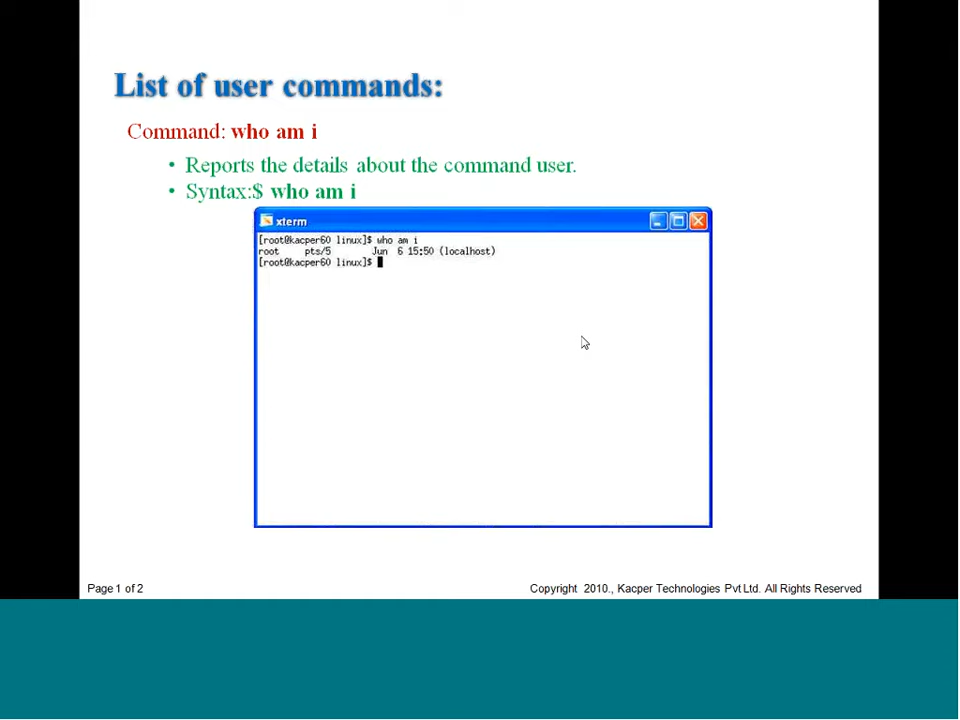 List of user commands:
Command: who am i
• Reports the details about the command user.
• Syntax:$ who am i
xterm
[root@kacper60 linux]$ who am i
root pts/5 Jun 6 15:50 (localhost)
[root@kacper60 linux]$
Page 1 of 2
Copyright 2010., Kacper Technologies Pvt Ltd. All Rights Reserved